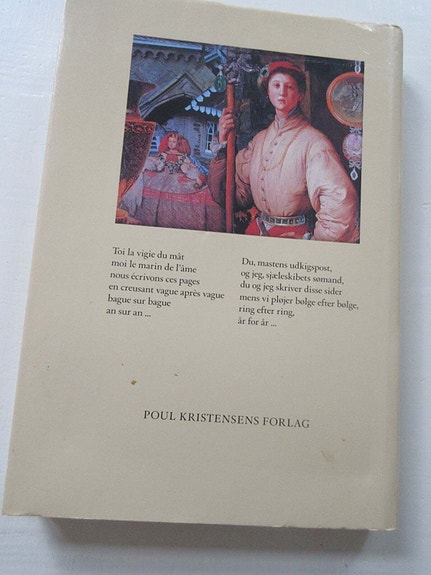 Toi la vigie du mât
moi le marin de l'âme
nous écrivons ces pages
en creusant vague après vague
bague sur bague
an sur an ...
Du, mastens udkigspost,
og jeg, sjæleskibets sømand,
du og jeg skriver disse sider
mens vi pløjer bølge efter bølge,
ring efter ring,
år for år ...
POUL KRISTENSENS FORLAG